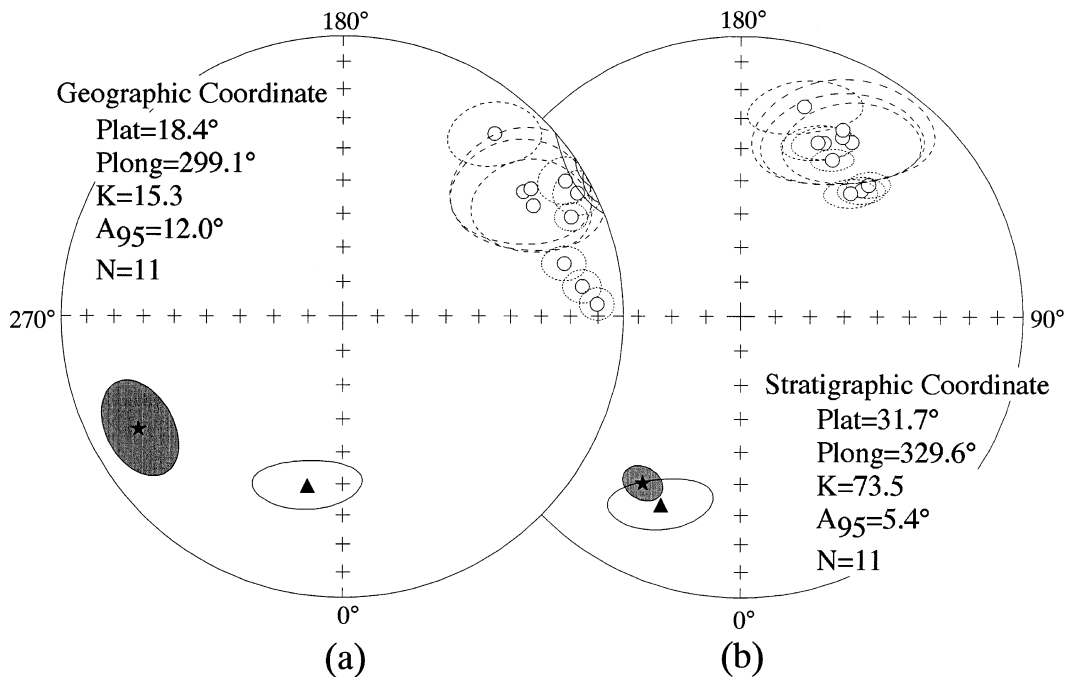 180°
180°
Geographic Coordinate
Plat=18.4°
Plong=299.1°
K=15.3
A95=12.0°
N=11
270°
90°
Stratigraphic Coordinate
Plat=31.7°
Plong=329.6°
K=73.5
A95=5.4°
N=11
0°
0°
(a)
(b)